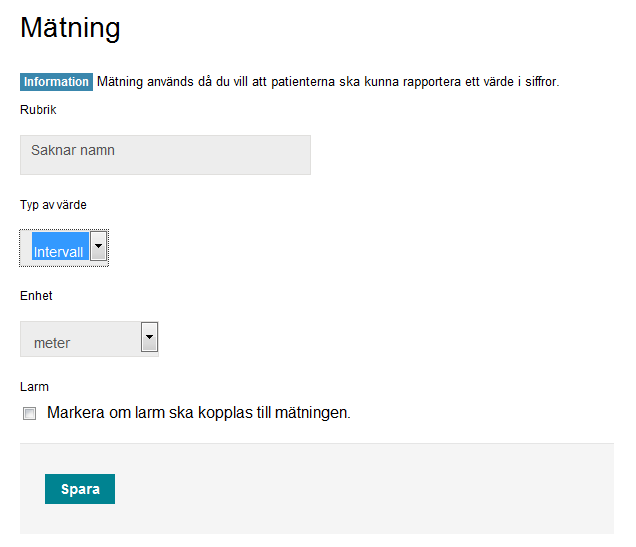 Mätning
Information Mätning används då du vill att patienterna ska kunna rapportera ett värde i siffror.
Rubrik
Saknar namn
Typ av värde
Intervall
Enhet
meter
Larm
Markera om larm ska kopplas till mätningen.
Spara